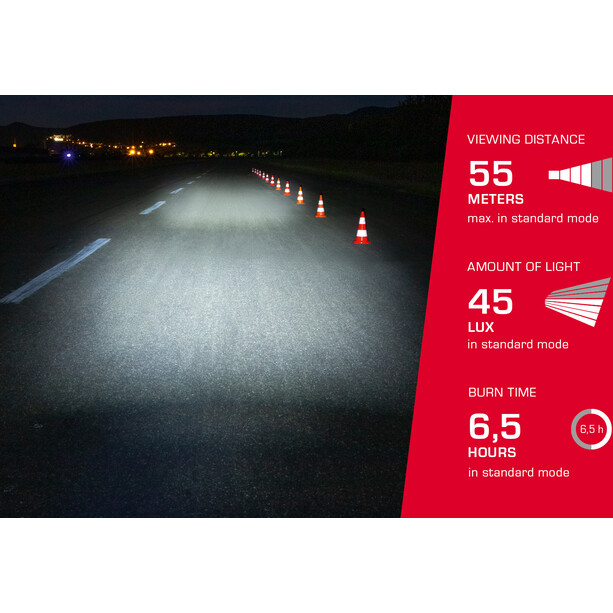 VIEWING DISTANCE
55
METERS
max. in standard mode
AMOUNT OF LIGHT
45
LUX
in standard mode
BURN TIME
6,5
HOURS
6,5 h
in standard mode